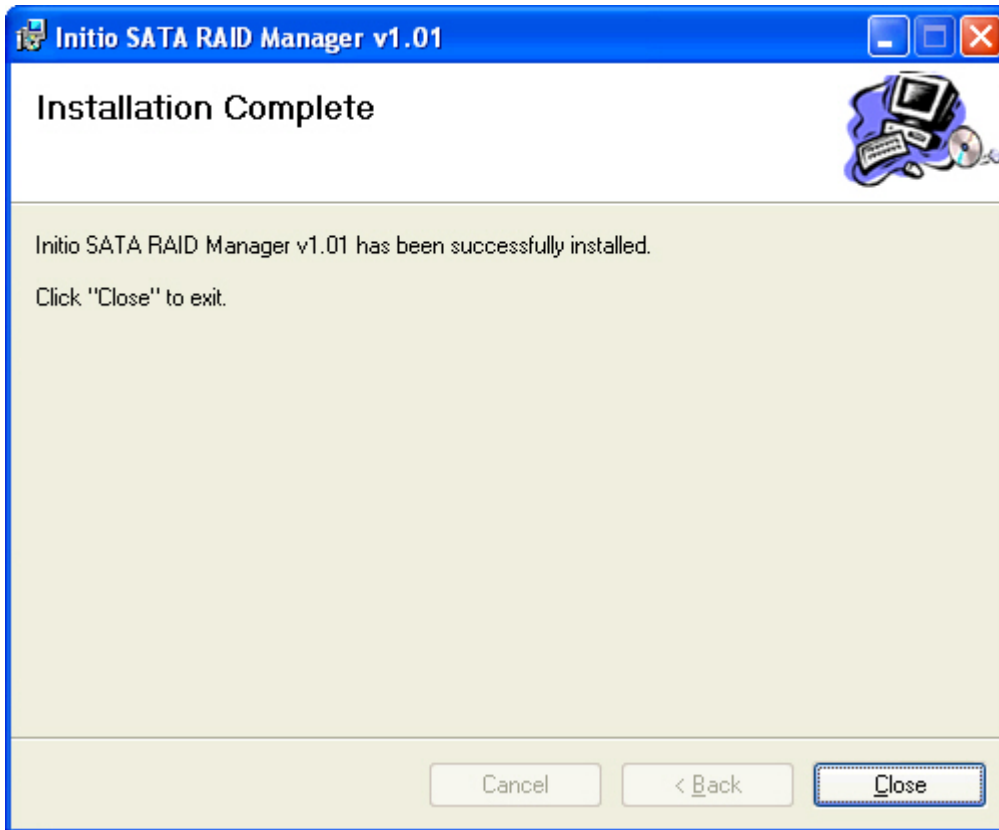 Initio SATA RAID Manager v1.01
Installation Complete
Initio SATA RAID Manager v1.01 has been successfully installed.
Click "Close" to exit.
Cancel
< Back
Close